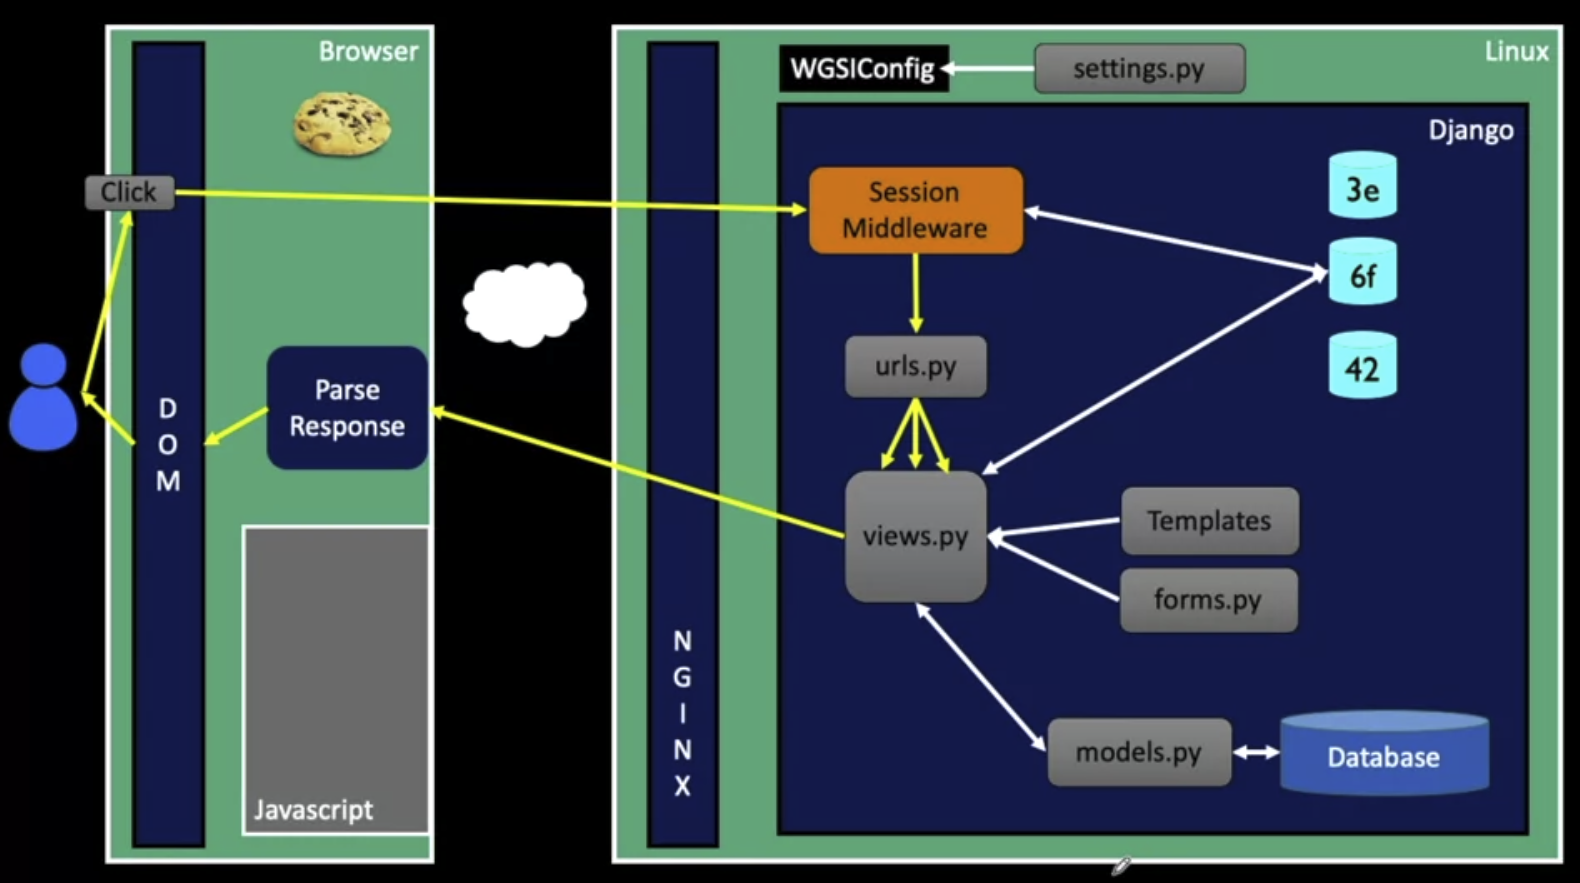 Browser
Click
D
O
M
Parse
Response
Javascript
Linux
N
G
I
N
X
WGSIConfig
settings.py
Django
Session
Middleware
3e
6f
42
urls.py
views.py
Templates
forms.py
models.py
Database